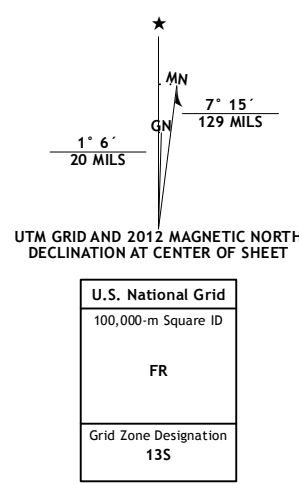 ★
MN
7° 15´
129 MILS
GN
1° 6´
20 MILS
UTM GRID AND 2012 MAGNETIC NORTH
DECLINATION AT CENTER OF SHEET
U.S. National Grid
100,000-m Square ID
FR
Grid Zone Designation
13S